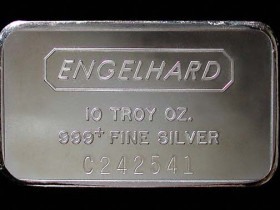 ENGELHARD
10 TROY OZ.
999+ FINE SILVER
C242541